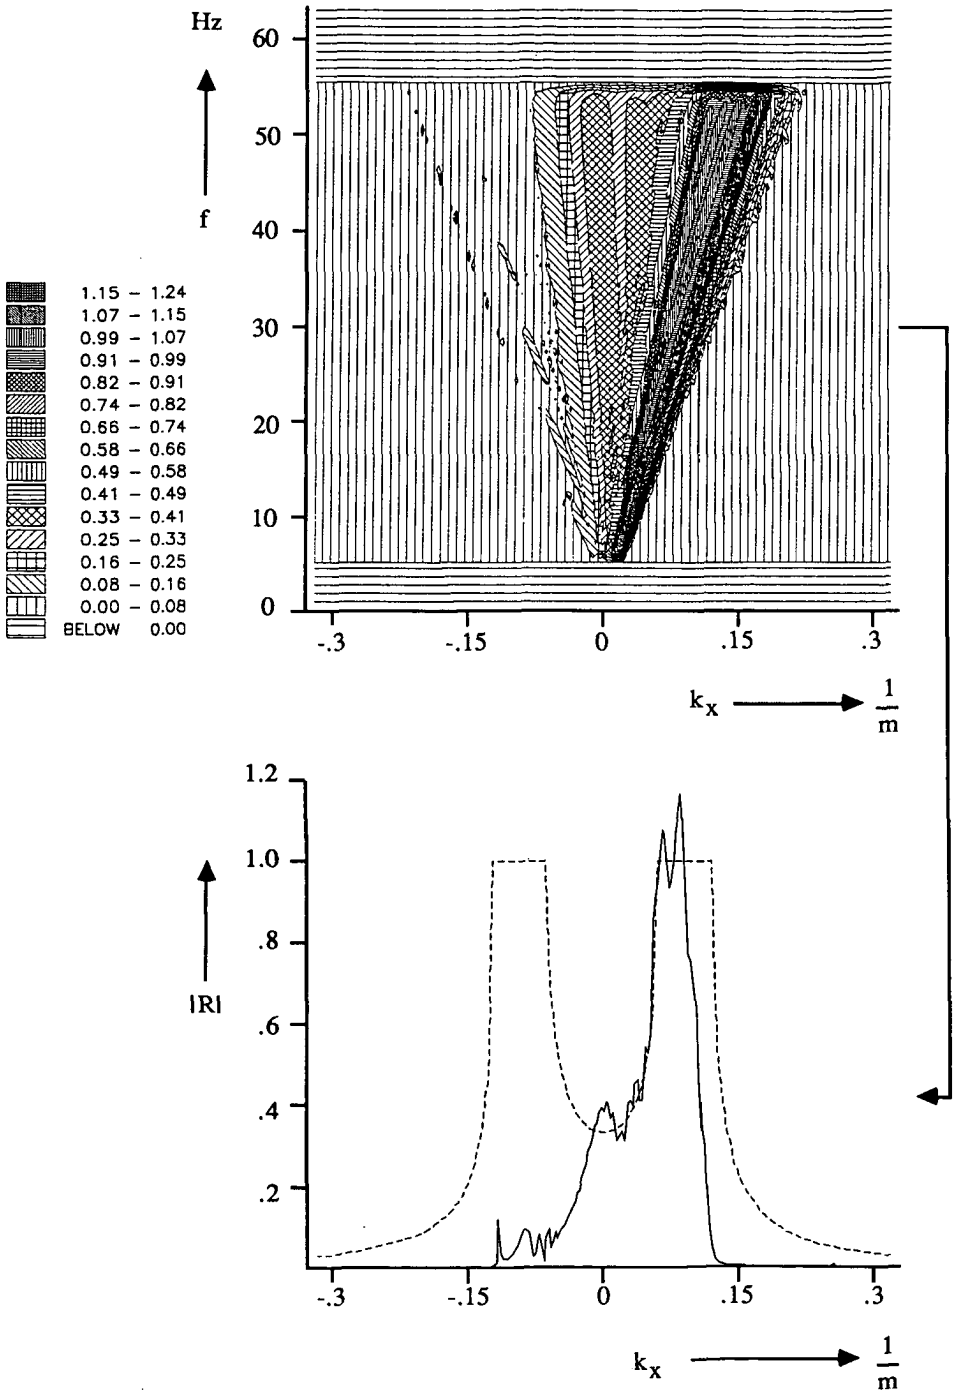 Hz
60
50
40
f
30
20
10
0
1.15 - 1.24
1.07 - 1.15
0.99 - 1.07
0.91 - 0.99
0.82 - 0.91
0.74 - 0.82
0.66 - 0.74
0.58 - 0.66
0.49 - 0.58
0.41 - 0.49
0.33 - 0.41
0.25 - 0.33
0.16 - 0.25
0.08 - 0.16
0.00 - 0.08
BELOW 0.00
-.3 -.15 0 .15 .3
kx 1/m
1.2
1.0
.8
|R|
.6
.4
.2
-.3 -.15 0 .15 .3
kx 1/m